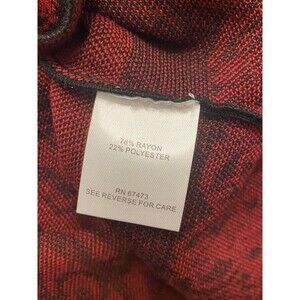 78% RAYON
22% POLYESTER
RN 67473
SEE REVERSE FOR CARE